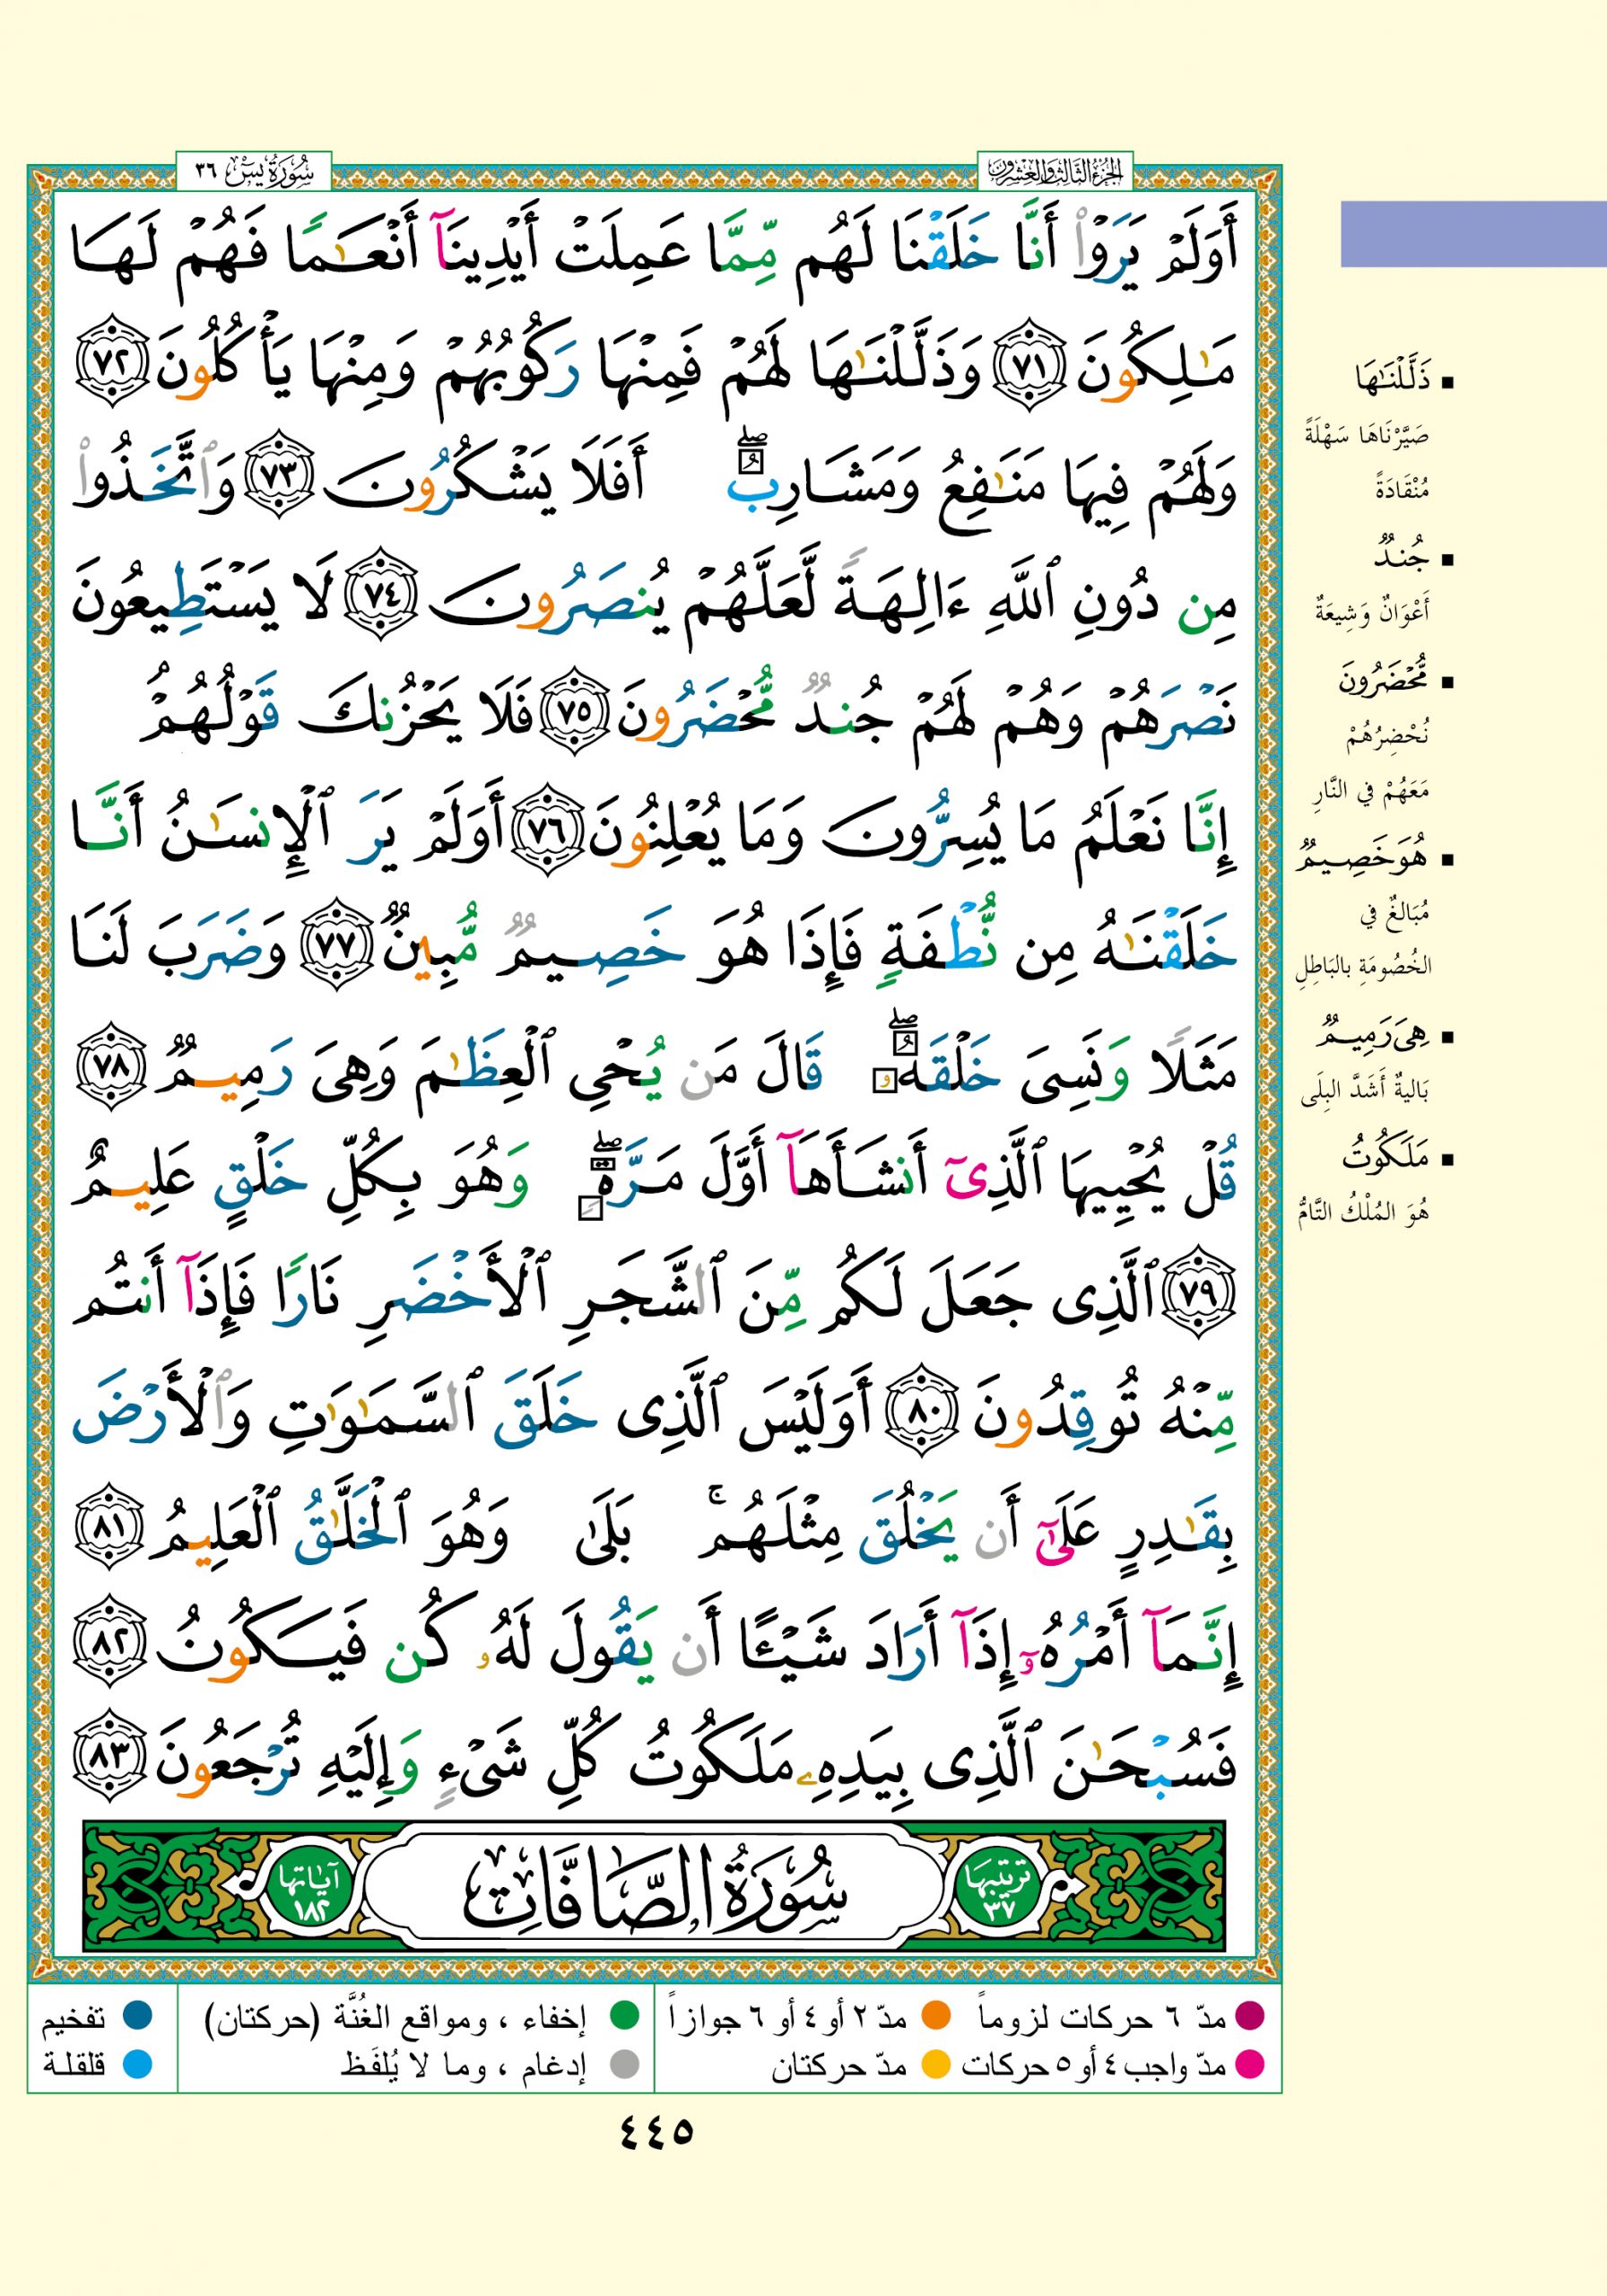 الجزء الثالث والعشرون
سُورَةُ يسٓ ٣٦
أَوَلَمْ يَرَوْا۟ أَنَّا خَلَقْنَا لَهُم مِّمَّا عَمِلَتْ أَيْدِينَآ أَنْعَـٰمًا فَهُمْ لَهَا
مَـٰلِكُونَ ٧١ وَذَلَّلْنَـٰهَا لَهُمْ فَمِنْهَا رَكُوبُهُمْ وَمِنْهَا يَأْكُلُونَ ٧٢
وَلَهُمْ فِيهَا مَنَـٰفِعُ وَمَشَارِبُ ۖ أَفَلَا يَشْكُرُونَ ٧٣ وَٱتَّخَذُوا۟
مِن دُونِ ٱللَّهِ ءَالِهَةً لَّعَلَّهُمْ يُنصَرُونَ ٧٤ لَا يَسْتَطِيعُونَ
نَصْرَهُمْ وَهُمْ لَهُمْ جُندٌ مُّحْضَرُونَ ٧٥ فَلَا يَحْزُنكَ قَوْلُهُمْ
إِنَّا نَعْلَمُ مَا يُسِرُّونَ وَمَا يُعْلِنُونَ ٧٦ أَوَلَمْ يَرَ ٱلْإِنسَـٰنُ أَنَّا
خَلَقْنَـٰهُ مِن نُّطْفَةٍ فَإِذَا هُوَ خَصِيمٌ مُّبِينٌ ٧٧ وَضَرَبَ لَنَا
مَثَلًا وَنَسِىَ خَلْقَهُۥ ۖ قَالَ مَن يُحْىِ ٱلْعِظَـٰمَ وَهِىَ رَمِيمٌ ٧٨
قُلْ يُحْيِيهَا ٱلَّذِىٓ أَنشَأَهَآ أَوَّلَ مَرَّةٍ ۖ وَهُوَ بِكُلِّ خَلْقٍ عَلِيمٌ
٧٩ ٱلَّذِى جَعَلَ لَكُم مِّنَ ٱلشَّجَرِ ٱلْأَخْضَرِ نَارًا فَإِذَآ أَنتُم
مِّنْهُ تُوقِدُونَ ٨٠ أَوَلَيْسَ ٱلَّذِى خَلَقَ ٱلسَّمَـٰوَٰتِ وَٱلْأَرْضَ
بِقَـٰدِرٍ عَلَىٰٓ أَن يَخْلُقَ مِثْلَهُم ۚ بَلَىٰ وَهُوَ ٱلْخَلَّـٰقُ ٱلْعَلِيمُ ٨١
إِنَّمَآ أَمْرُهُۥٓ إِذَآ أَرَادَ شَيْـًٔا أَن يَقُولَ لَهُۥ كُن فَيَكُونُ ٨٢
فَسُبْحَـٰنَ ٱلَّذِى بِيَدِهِۦ مَلَكُوتُ كُلِّ شَىْءٍ وَإِلَيْهِ تُرْجَعُونَ ٨٣
ترتيبها ٣٧
سُورَةُ الصَّافَّاتِ
آياتها ١٨٢
ذَلَّلْنَـٰهَا
صَيَّرْنَاهَا سَهْلَةً
مُنْقَادَةً
جُندٌ
أَعْوَانٌ وَشِيعَةٌ
مُّحْضَرُونَ
نُحْضِرُهُمْ
مَعَهُمْ في النَّارِ
هُوَ خَصِيمٌ
مُبَالغٌ في
الخُصُومَةِ بالبَاطِلِ
هِىَ رَمِيمٌ
بَاليةٌ أَشَدَّ البِلَى
مَلَكُوتُ
هُوَ المُلْكُ التَّامُّ
مدّ ٦ حركات لزوماً مدّ ٢ أو ٤ أو ٦ جوازاً إخفاء ، ومواقع الغُنَّة (حركتان) تفخيم
مدّ واجب ٤ أو ٥ حركات مدّ حركتان إدغام ، وما لا يُلفَظ قلقلة
٤٤٥